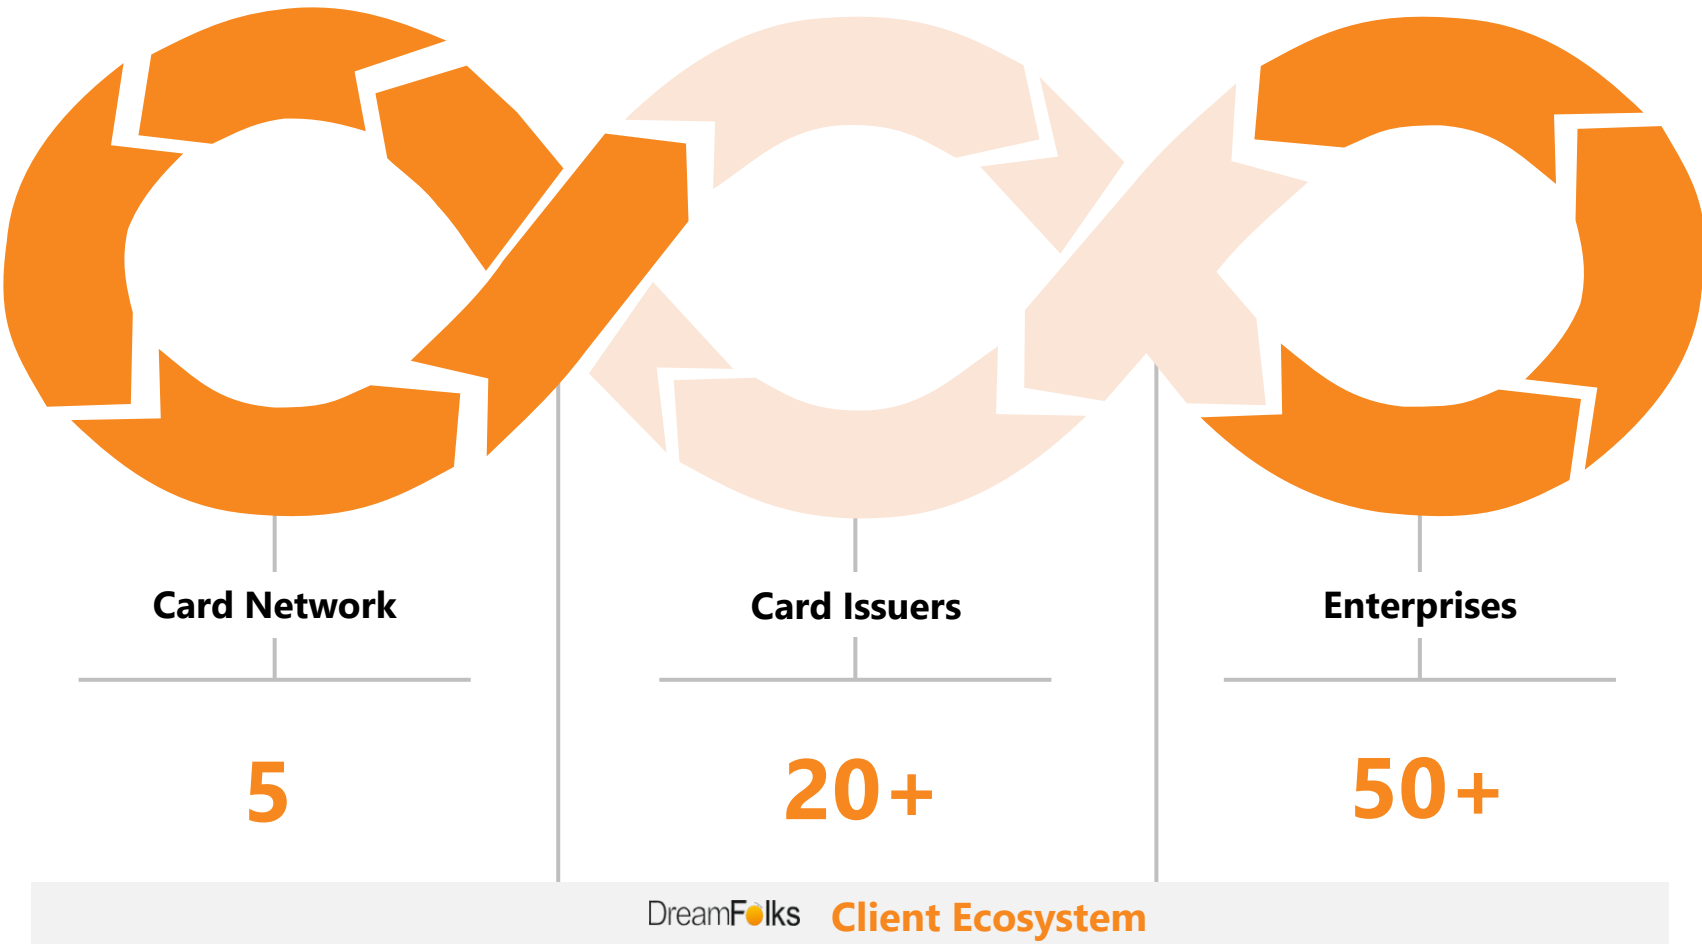 Card Network
Card Issuers
Enterprises
5
20+
50+
DreamFolks Client Ecosystem